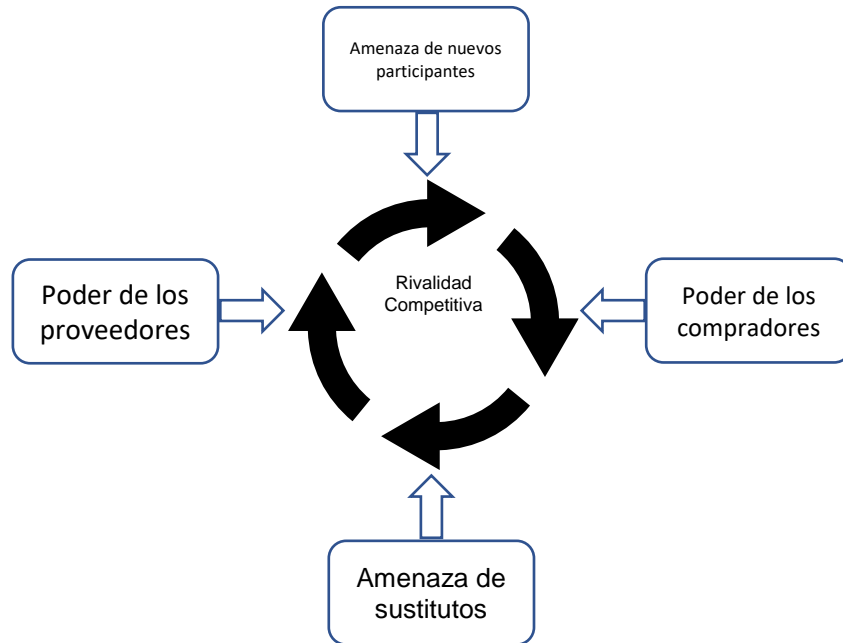 Amenaza de nuevos
participantes
Rivalidad
Competitiva
Poder de los
proveedores
Poder de los
compradores
Amenaza de
sustitutos